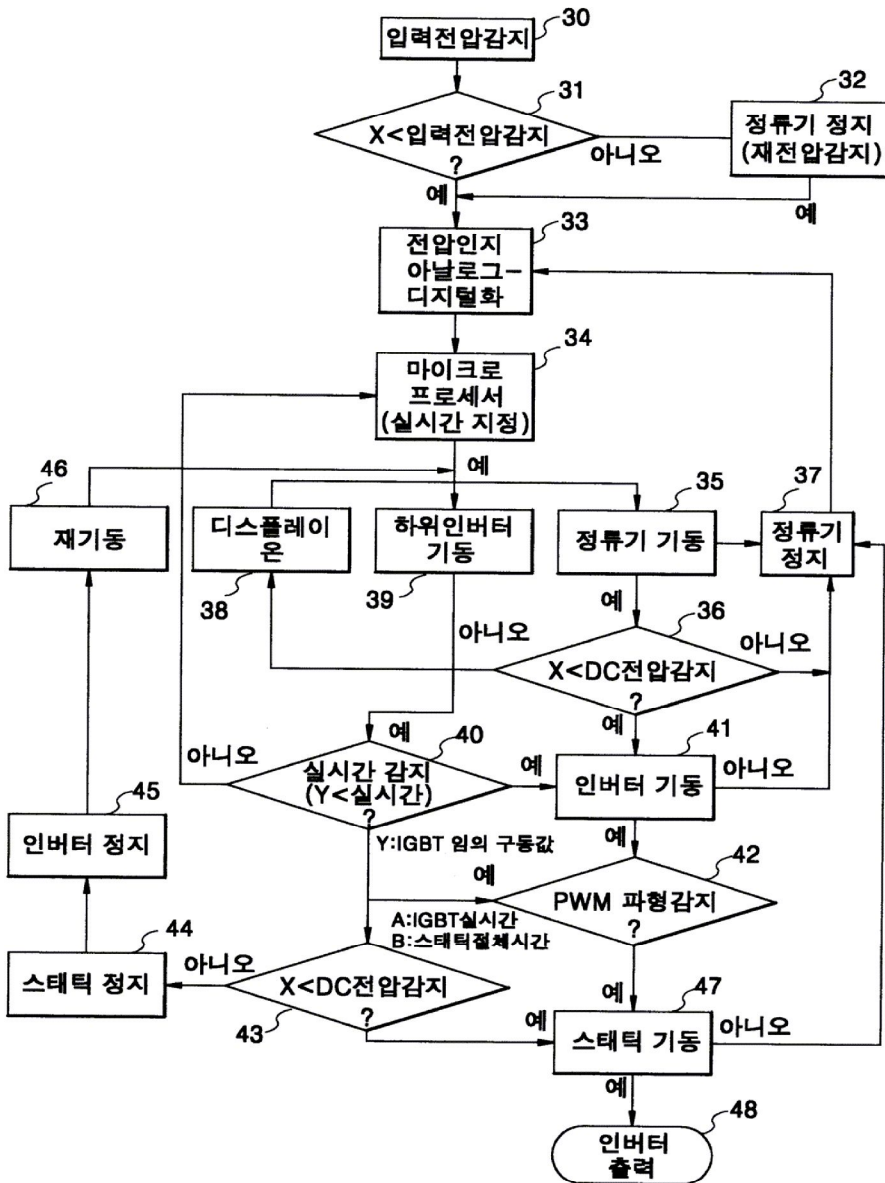 30
입력전압감지
31
X<입력전압감지
?
아니오
32
정류기 정지
(재전압감지)
예
예
33
전압인지
아날로그-
디지털화
34
마이크로
프로세서
(실시간 지정)
예
46
재기동
디스플레이
온
38
하위인버터
기동
39
35
정류기 기동
37
정류기
정지
예
36
아니오
아니오
X<DC전압감지
?
예
예
40
아니오
실시간 감지
(Y<실시간)
?
예
41
인버터 기동
아니오
45
인버터 정지
Y:IGBT 임의 구동값
예
예
42
PWM 파형감지
?
A:IGBT실시간
B:스태틱절체시간
44
스태틱 정지
아니오
X<DC전압감지
?
43
예
예
47
스태틱 기동
아니오
예
48
인버터
출력